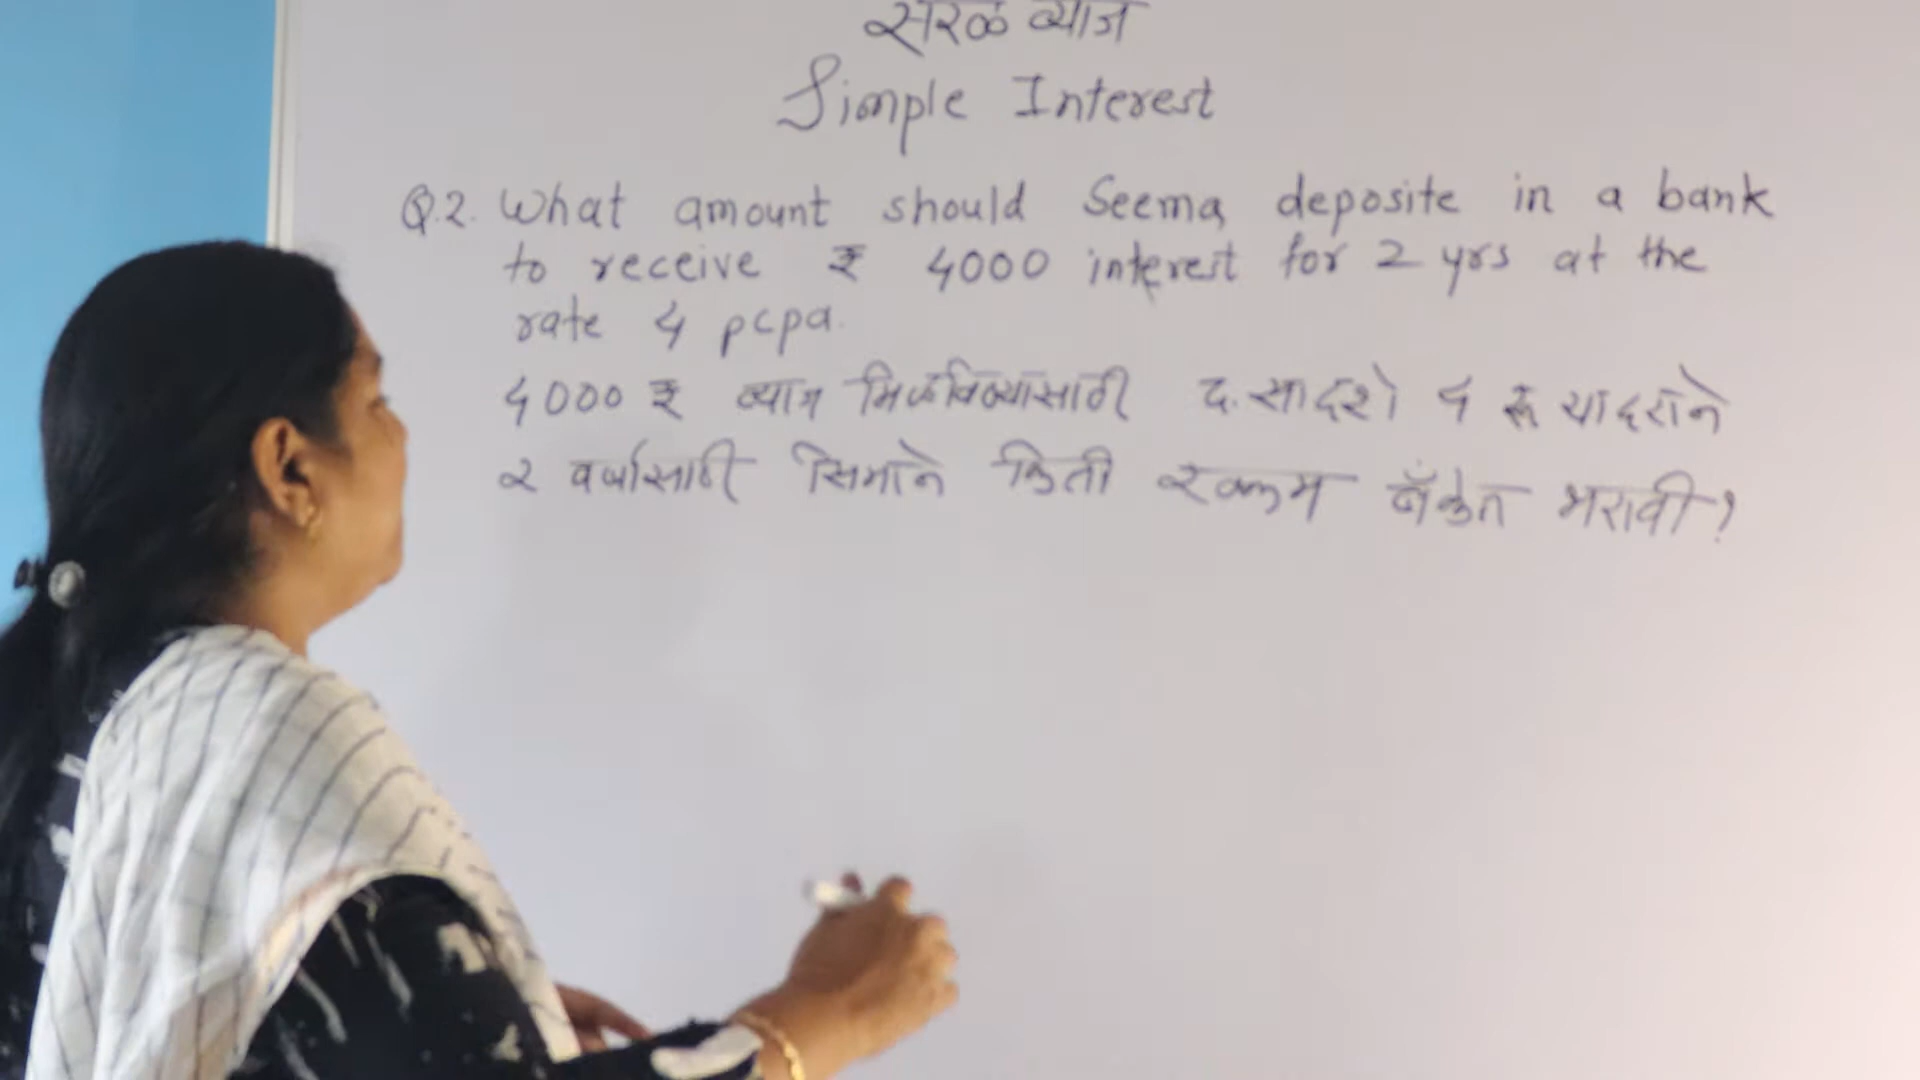 सरळ व्याज
Simple Interest
Q.2. What amount should Seema deposite in a bank
to receive ₹ 4000 interest for 2 yrs at the
rate 4 pcpa.
4000 ₹ व्याज मिळविण्यासाठी द. सा द शे 4 रू या दराने
२ वर्षासाठी सिमाने किती रक्कम बँकेत भरावी?